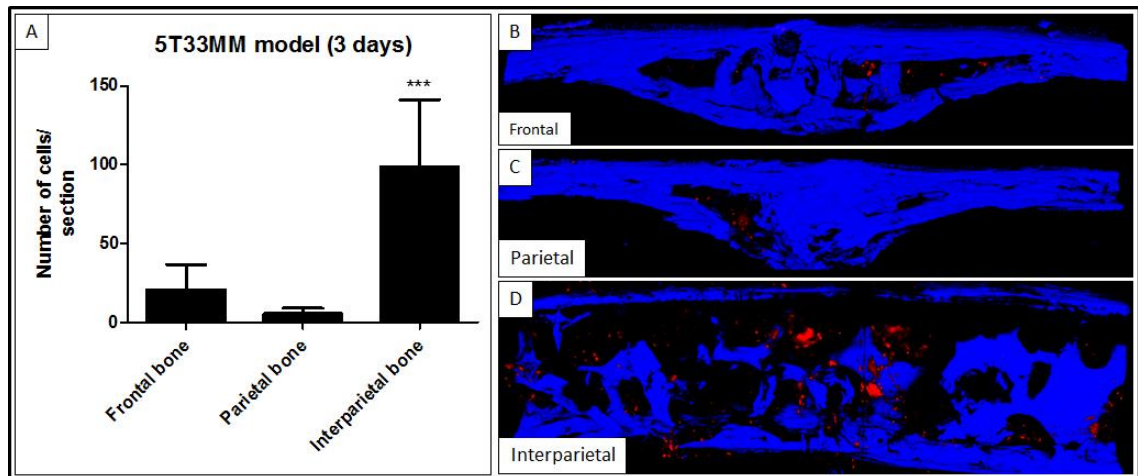 A
5T33MM model (3 days)
Number of cells/
section
150
100
50
0
***
Frontal bone
Parietal bone
Interparietal bone
B
Frontal
C
Parietal
D
Interparietal